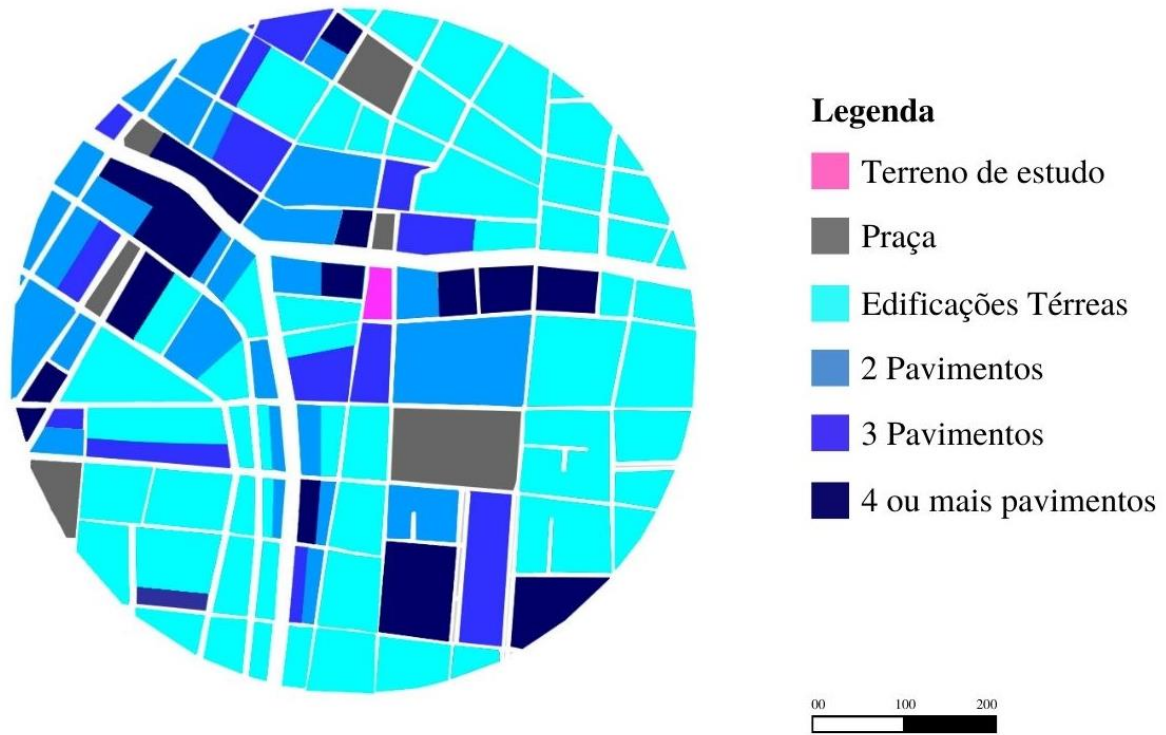 Legenda
Terreno de estudo
Praça
Edificações Térreas
2 Pavimentos
3 Pavimentos
4 ou mais pavimentos
00 100 200